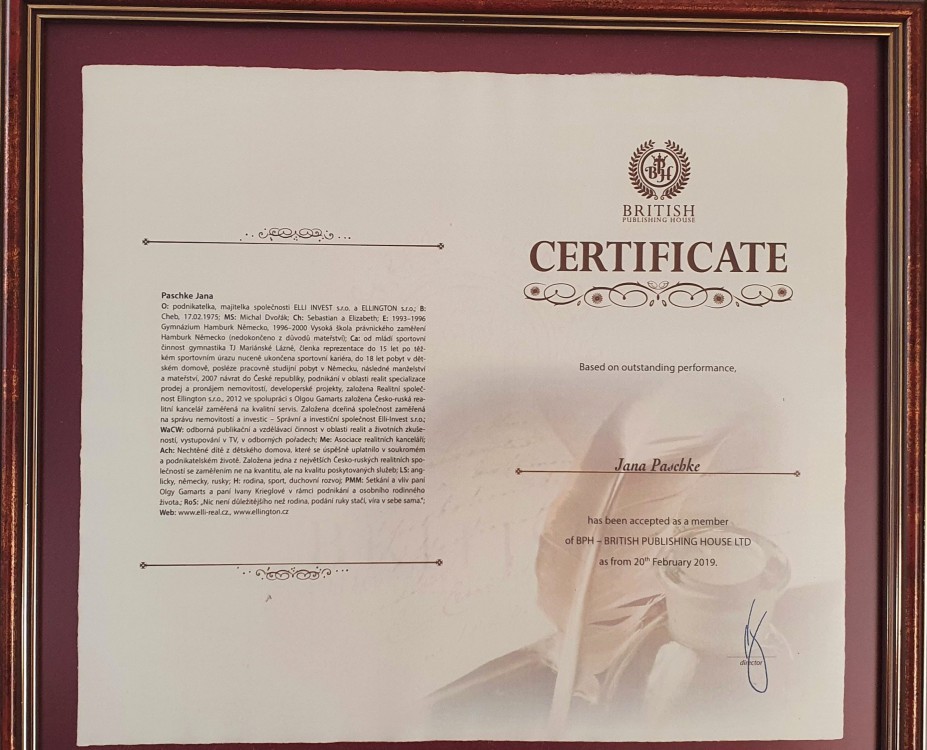 Paschke Jana
O: podnikatelka, majitelka společnosti ELLI INVEST s.r.o. a ELLINGTON s.r.o.; B:
Cheb, 17.02.1975; MS: Michal Dvořák; Ch: Sebastian a Elizabeth; E: 1993–1996
Gymnázium Hamburk Německo, 1996–2000 Vysoká škola právnického zaměření
Hamburk Německo (nedokončeno z důvodů mateřství); Ca: od mládí sportovní
činnost gymnastika TJ Mariánské Lázně, členka reprezentace do 15 let po těž-
kém sportovním úrazu nuceně ukončena sportovní kariéra, do 18 let pobyt v dět-
ském domově, posléze pracovně studijní pobyt v Německu, následné manželství
a mateřství, 2007 návrat do České republiky, podnikání v oblasti realit specializace
prodej a pronájem nemovitostí, developerské projekty, založena Realitní společ-
nost Ellington s.r.o., 2012 ve spolupráci s Olgou Gamarts založena Česko-ruská rea-
litní kancelář zaměřená na kvalitní servis. Založena dceřiná společnost zaměřená
na správu nemovitostí a investic – Správní a investiční společnost Elli-Invest s.r.o.;
WaCW: odborná publikační a vzdělávací činnost v oblasti realit a životních zkuše-
ností, vystupování v TV, v odborných pořadech; Me: Asociace realitních kanceláří;
Ach: Nechtěné dítě z dětského domova, které se úspěšně uplatnilo v soukromém
a podnikatelském životě. Založena jedna z největších Česko-ruských realitních spo-
lečností se zaměřením ne na kvantitu, ale na kvalitu poskytovaných služeb; LS: ang-
licky, německy, rusky; H: rodina, sport, duchovní rozvoj; PMM: Setkání a vliv paní
Olgy Gamarts a paní Ivany Krieglové v rámci podnikání a osobního rodinného
života.; RoS: „Nic není důležitějšího než rodina, podání ruky stačí, víra v sebe sama.“;
Web: www.elli-real.cz., www.ellington.cz
BPH
BRITISH
PUBLISHING HOUSE
CERTIFICATE
Based on outstanding performance,
Jana Paschke
has been accepted as a member
of BPH – BRITISH PUBLISHING HOUSE LTD
as from 20th February 2019.
director